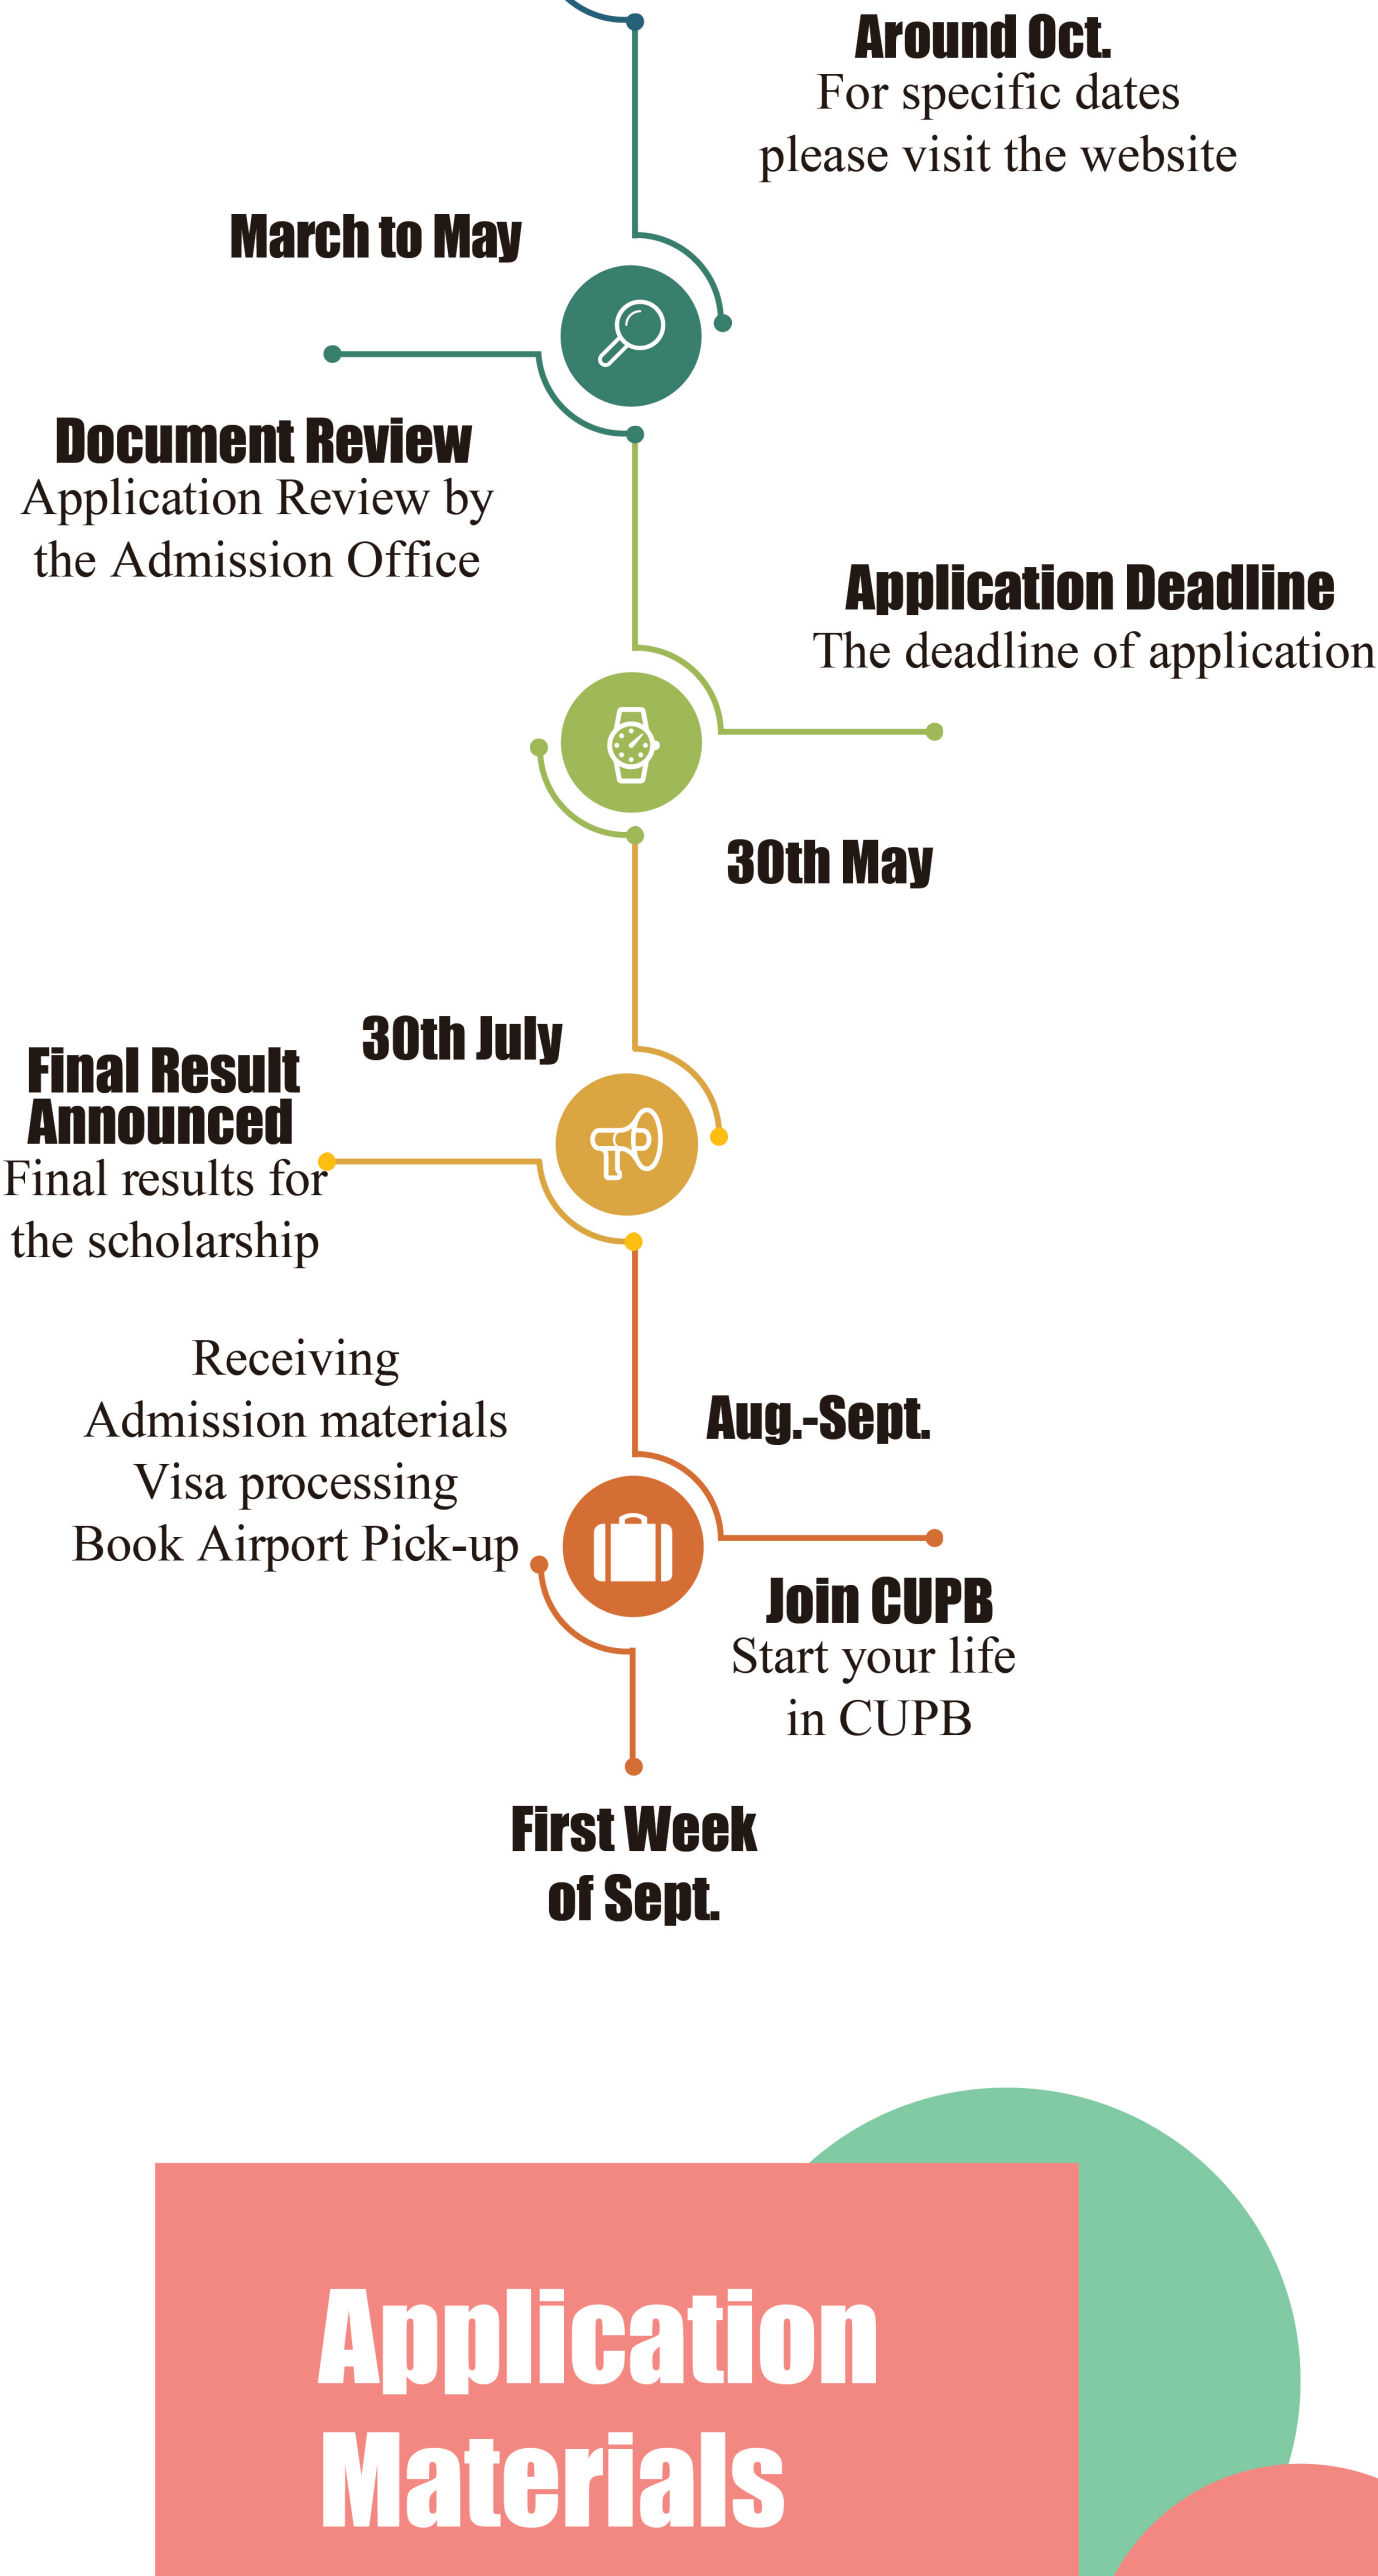 Around Oct.
For specific dates
please visit the website
March to May
Document Review
Application Review by
the Admission Office
Application Deadline
The deadline of application
30th May
30th July
Final Result
Announced
Final results for
the scholarship
Receiving
Admission materials
Visa processing
Book Airport Pick-up
Aug.-Sept.
Join CUPB
Start your life
in CUPB
First Week
of Sept.
Application
Materials